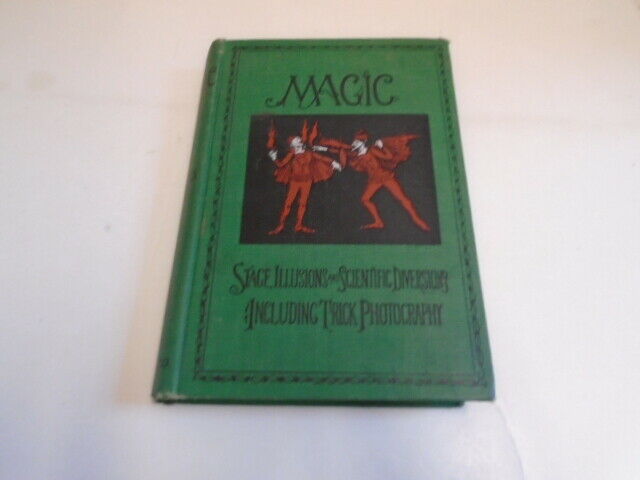 MAGIC
STAGE ILLUSIONS AND SCIENTIFIC DIVERSIONS
INCLUDING TRICK PHOTOGRAPHY